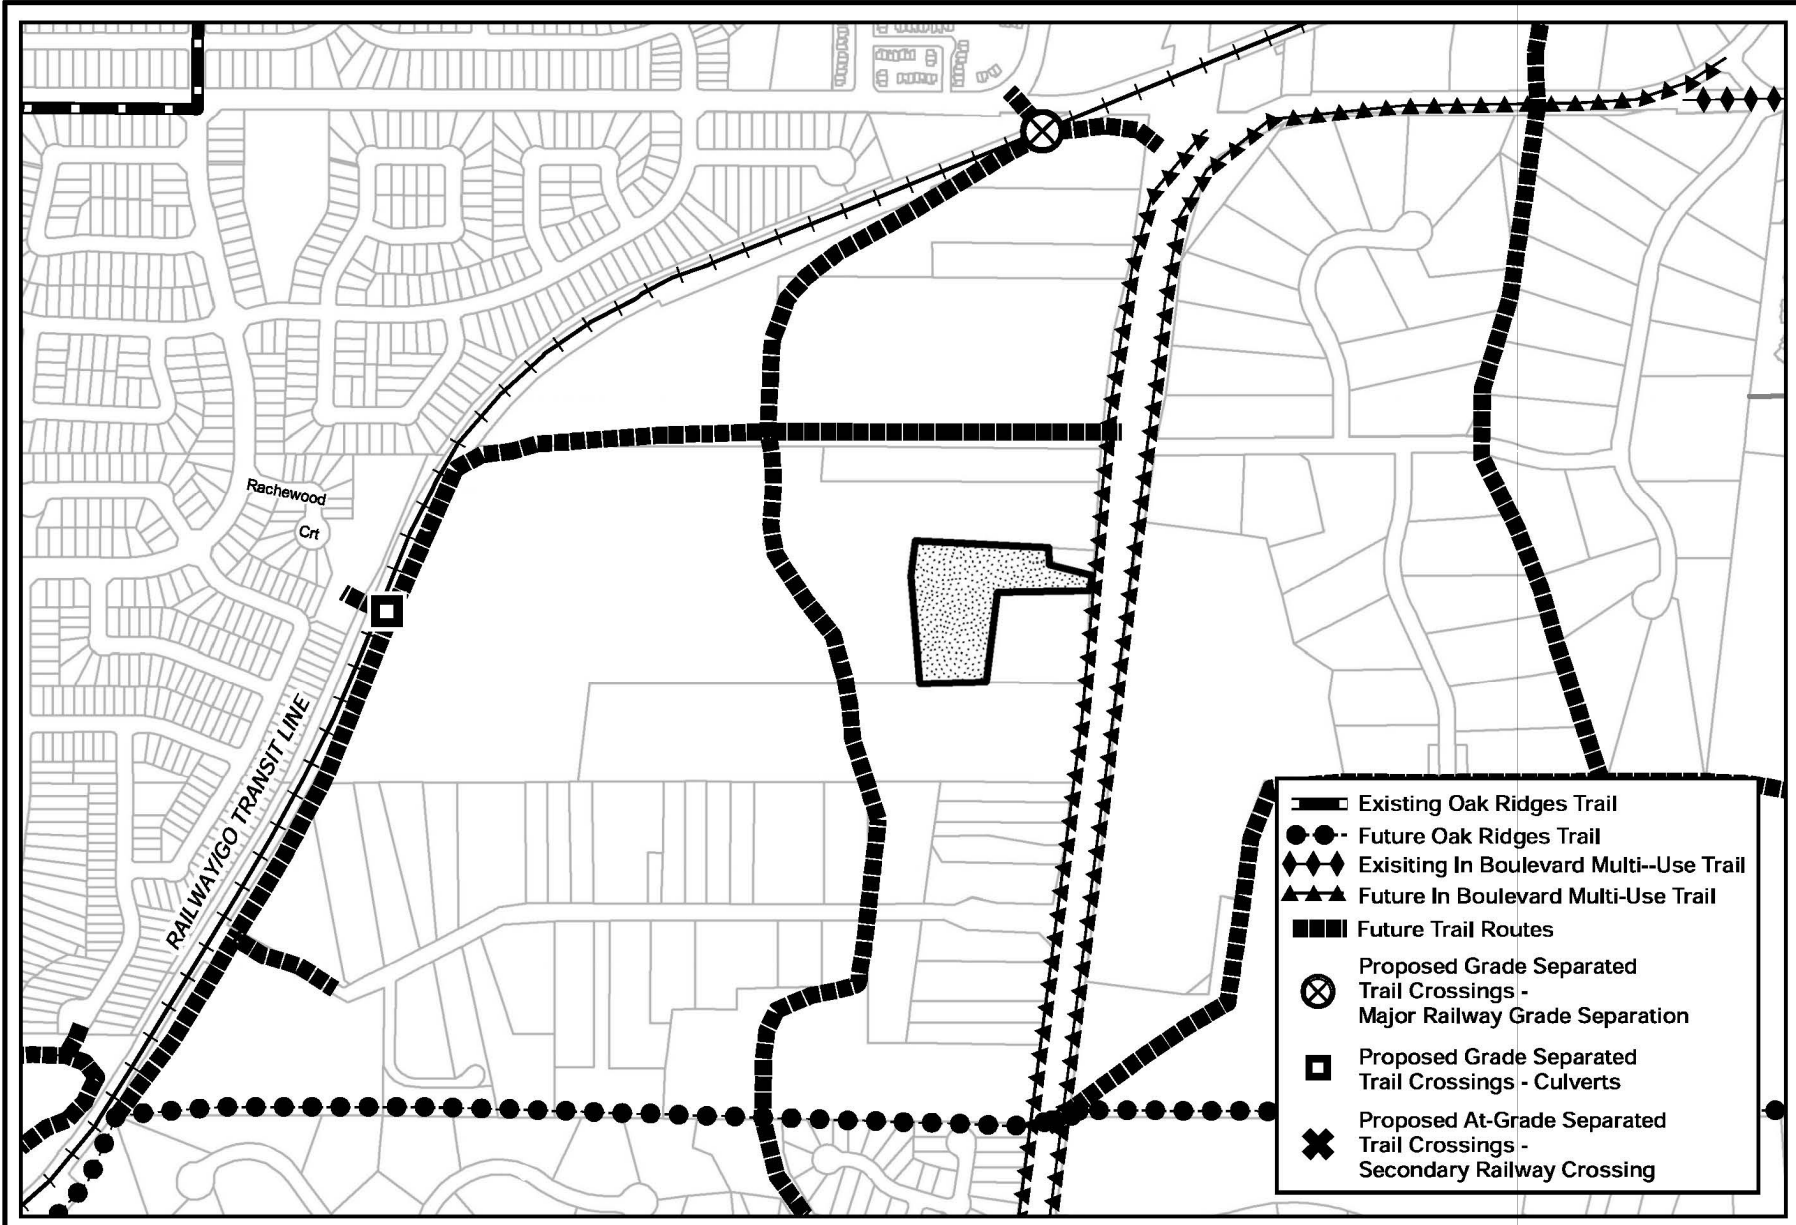 Rachewood
Crt
RAILWAY/GO TRANSIT LINE
Existing Oak Ridges Trail
Future Oak Ridges Trail
Exisiting In Boulevard Multi--Use Trail
Future In Boulevard Multi-Use Trail
Future Trail Routes
Proposed Grade Separated
Trail Crossings -
Major Railway Grade Separation
Proposed Grade Separated
Trail Crossings - Culverts
Proposed At-Grade Separated
Trail Crossings -
Secondary Railway Crossing